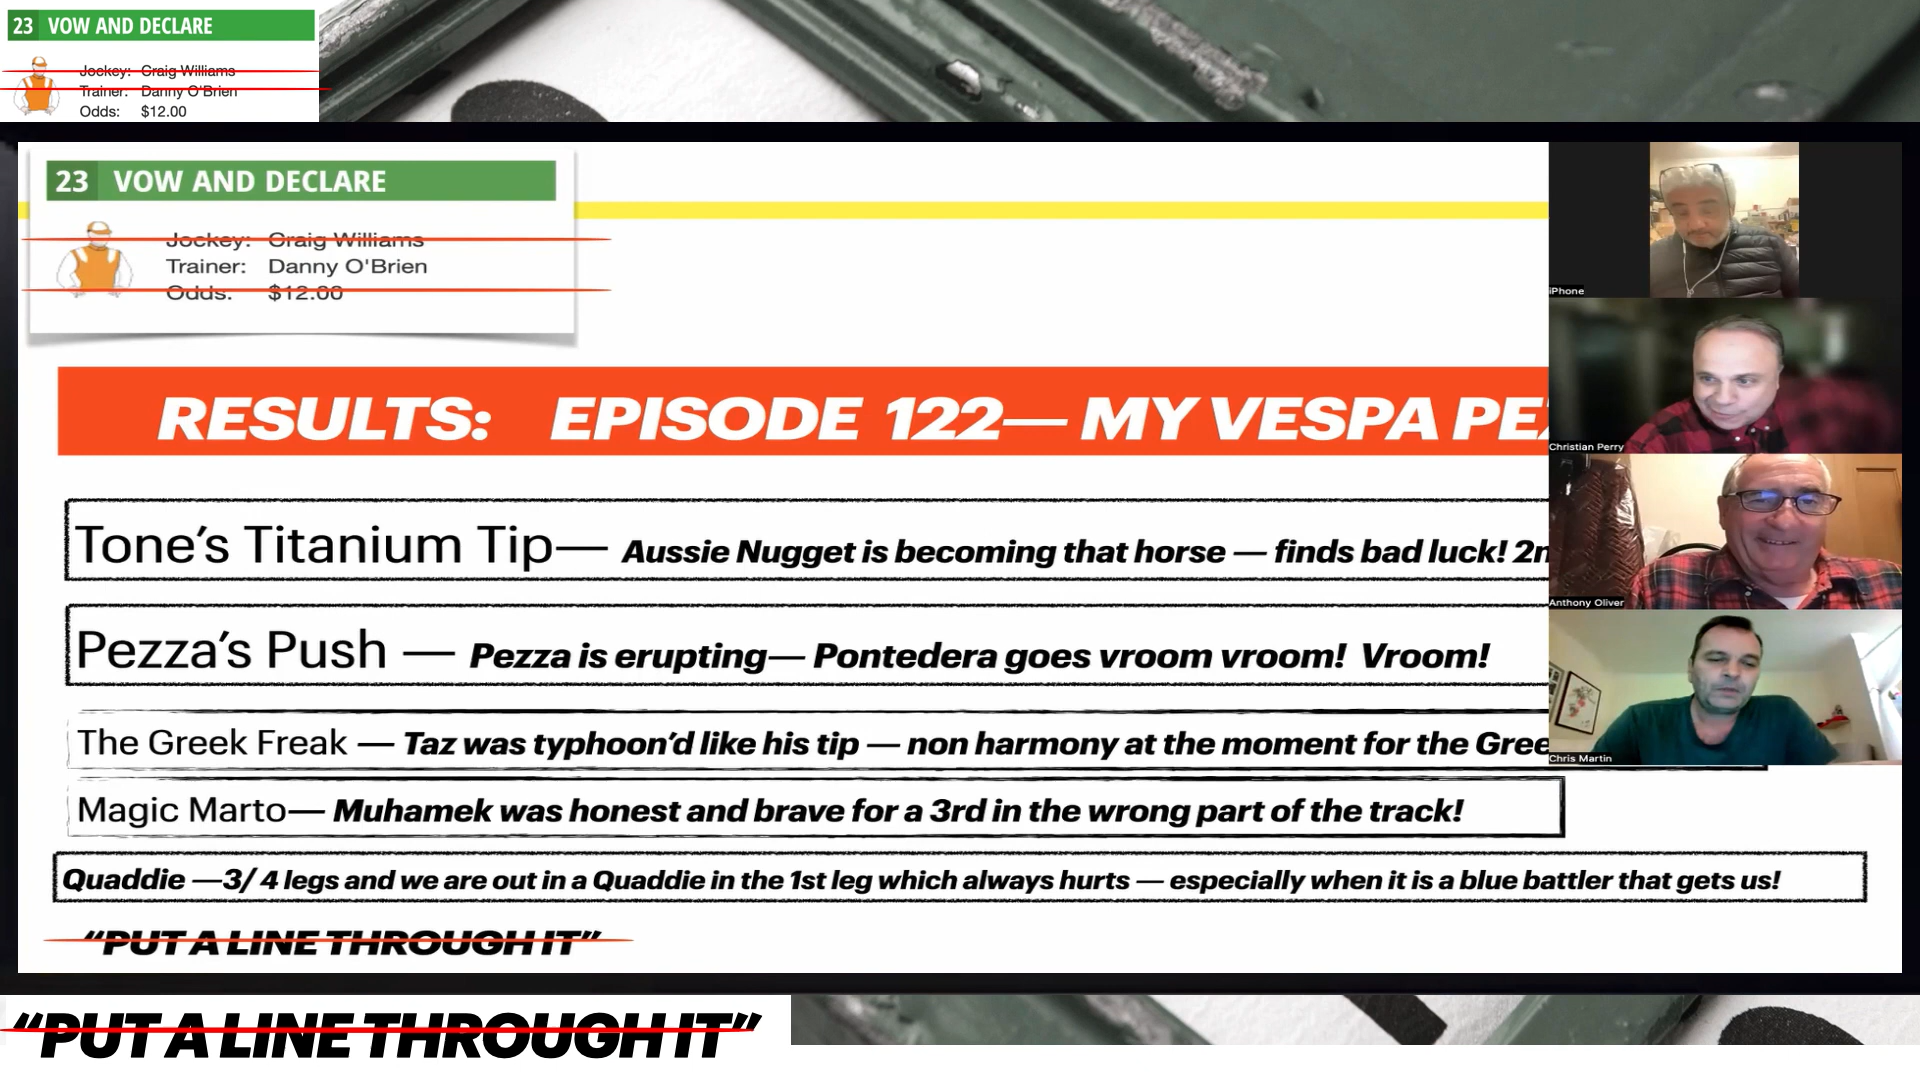 23 VOW AND DECLARE
Jockey: Craig Williams
Trainer: Danny O'Brien
Odds: $12.00
23 VOW AND DECLARE
Jockey: Craig Williams
Trainer: Danny O'Brien
Odds: $12.00
RESULTS: EPISODE 122— MY VESPA
Tone's Titanium Tip— Aussie Nugget is becoming that horse — finds bad luck!
Pezza's Push — Pezza is erupting— Pontedera goes vroom vroom! Vroom!
The Greek Freak — Taz was typhoon'd like his tip — non harmony at the moment for the
Magic Marto— Muhamek was honest and brave for a 3rd in the wrong part of the track!
Quaddie —3/ 4 legs and we are out in a Quaddie in the 1st leg which always hurts — especially when it is a blue battler that gets us!
"PUT A LINE THROUGH IT"
iPhone
Christian Perry
Anthony Oliver
Chris Martin
"PUT A LINE THROUGH IT"